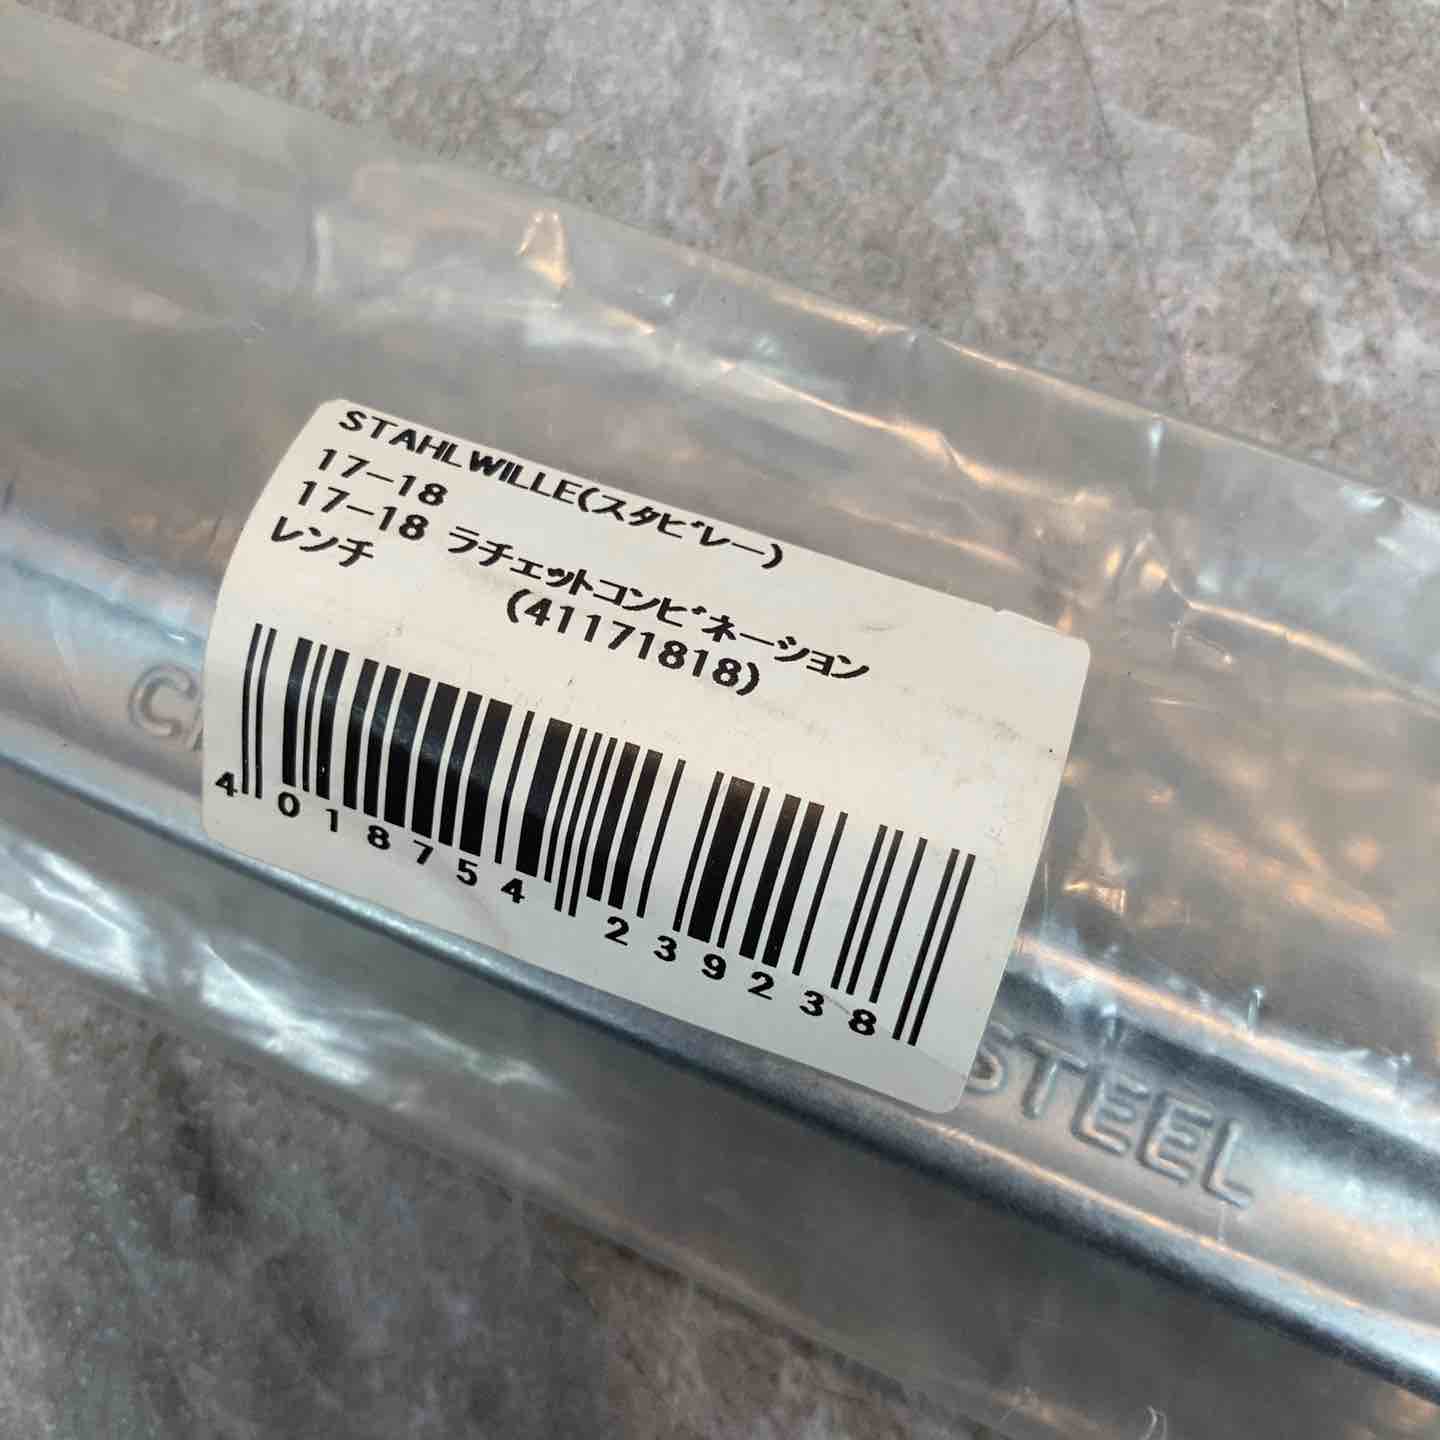 STAHLWILLE(スタビレー)
17-18
17-18 ラチェットコンビネーション
レンチ
(41171818)
4 018754 239238
STEEL